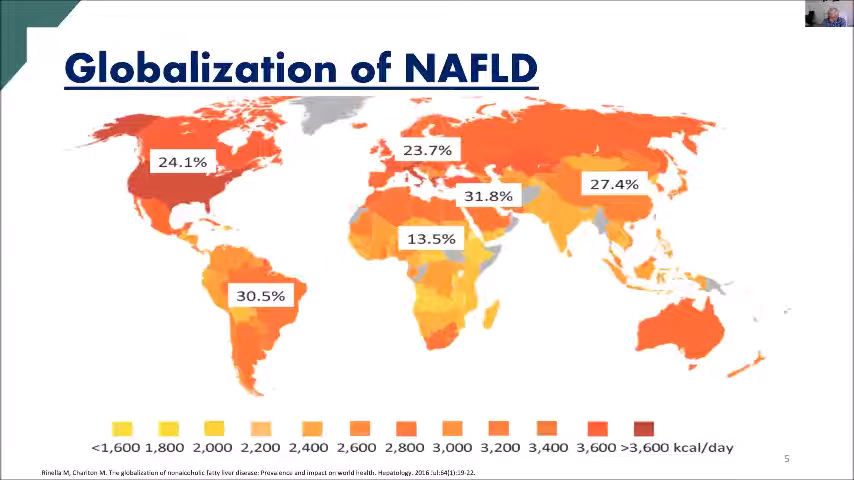 Globalization of NAFLD
24.1%
23.7%
27.4%
31.8%
13.5%
30.5%
<1,600 1,800 2,000 2,200 2,400 2,600 2,800 3,000 3,200 3,400 3,600 >3,600 kcal/day
5
Rinella M, Charlton M. The globalization of nonalcoholic fatty liver disease: Prevalence and impact on world health. Hepatology. 2016 Jul;64(1):19-22.